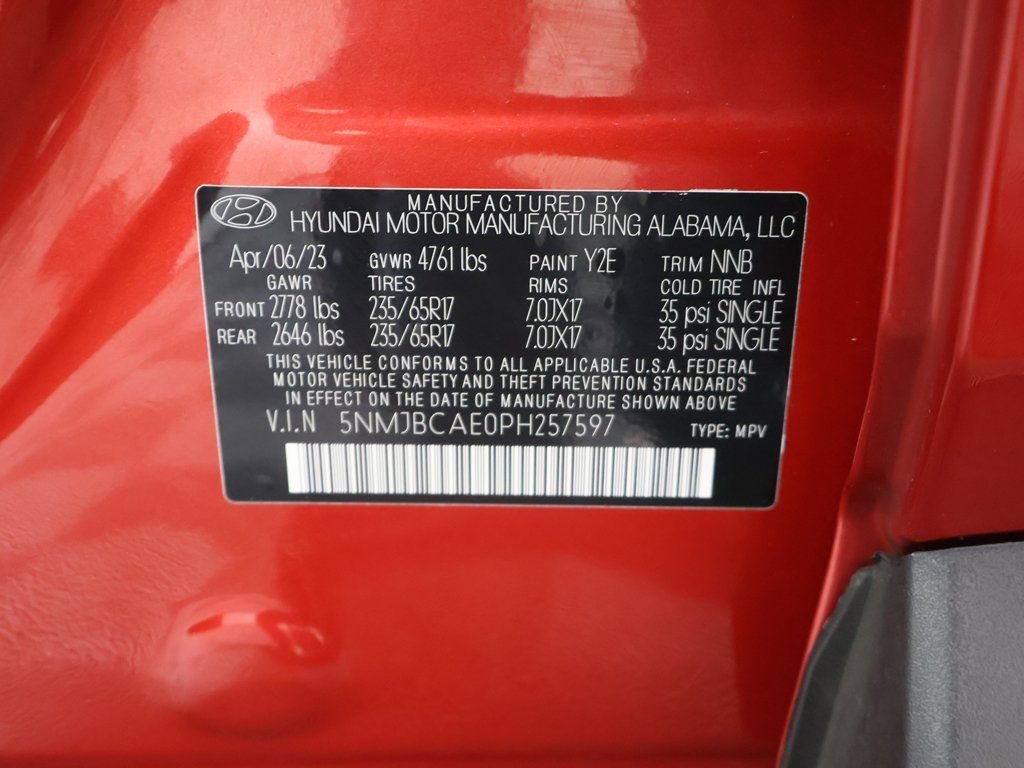 MANUFACTURED BY
HYUNDAI MOTOR MANUFACTURING ALABAMA, LLC
Apr/06/23 GVWR 4761 lbs PAINT Y2E TRIM NNB
GAWR TIRES RIMS COLD TIRE INFL
FRONT 2778 lbs 235/65R17 7.0JX17 35 psi SINGLE
REAR 2646 lbs 235/65R17 7.0JX17 35 psi SINGLE
THIS VEHICLE CONFORMS TO ALL APPLICABLE U.S.A. FEDERAL
MOTOR VEHICLE SAFETY AND THEFT PREVENTION STANDARDS
IN EFFECT ON THE DATE OF MANUFACTURE SHOWN ABOVE
V.I.N 5NMJBCAE0PH257597 TYPE: MPV